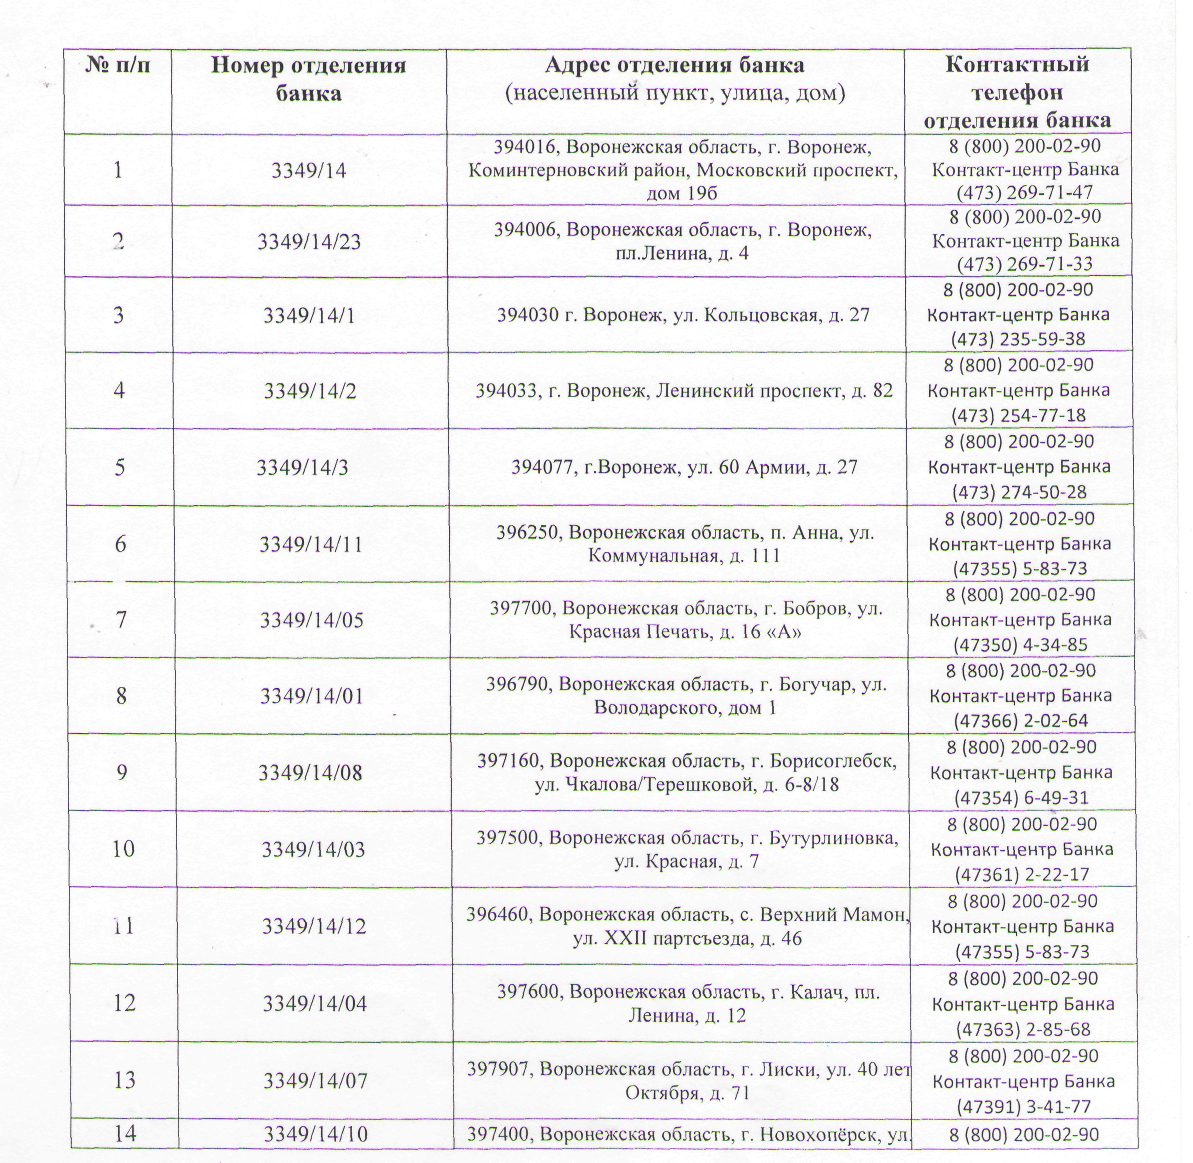 № п/п
Номер отделения
банка
Адрес отделения банка
(населенный пункт, улица, дом)
Контактный
телефон
отделения банка
1
3349/14
394016, Воронежская область, г. Воронеж,
Коминтерновский район, Московский проспект,
дом 19б
8 (800) 200-02-90
Контакт-центр Банка
(473) 269-71-47
2
3349/14/23
394006, Воронежская область, г. Воронеж,
пл.Ленина, д. 4
8 (800) 200-02-90
Контакт-центр Банка
(473) 269-71-33
3
3349/14/1
394030 г. Воронеж, ул. Кольцовская, д. 27
8 (800) 200-02-90
Контакт-центр Банка
(473) 235-59-38
4
3349/14/2
394033, г. Воронеж, Ленинский проспект, д. 82
8 (800) 200-02-90
Контакт-центр Банка
(473) 254-77-18
5
3349/14/3
394077, г.Воронеж, ул. 60 Армии, д. 27
8 (800) 200-02-90
Контакт-центр Банка
(473) 274-50-28
6
3349/14/11
396250, Воронежская область, п. Анна, ул.
Коммунальная, д. 111
8 (800) 200-02-90
Контакт-центр Банка
(47355) 5-83-73
7
3349/14/05
397700, Воронежская область, г. Бобров, ул.
Красная Печать, д. 16 «А»
8 (800) 200-02-90
Контакт-центр Банка
(47350) 4-34-85
8
3349/14/01
396790, Воронежская область, г. Богучар, ул.
Володарского, дом 1
8 (800) 200-02-90
Контакт-центр Банка
(47366) 2-02-64
9
3349/14/08
397160, Воронежская область, г. Борисоглебск,
ул. Чкалова/Терешковой, д. 6-8/18
8 (800) 200-02-90
Контакт-центр Банка
(47354) 6-49-31
10
3349/14/03
397500, Воронежская область, г. Бутурлиновка,
ул. Красная, д. 7
8 (800) 200-02-90
Контакт-центр Банка
(47361) 2-22-17
11
3349/14/12
396460, Воронежская область, с. Верхний Мамон,
ул. XXII партсъезда, д. 46
8 (800) 200-02-90
Контакт-центр Банка
(47355) 5-83-73
12
3349/14/04
397600, Воронежская область, г. Калач, пл.
Ленина, д. 12
8 (800) 200-02-90
Контакт-центр Банка
(47363) 2-85-68
13
3349/14/07
397907, Воронежская область, г. Лиски, ул. 40 лет
Октября, д. 71
8 (800) 200-02-90
Контакт-центр Банка
(47391) 3-41-77
14
3349/14/10
397400, Воронежская область, г. Новохопёрск, ул.
8 (800) 200-02-90